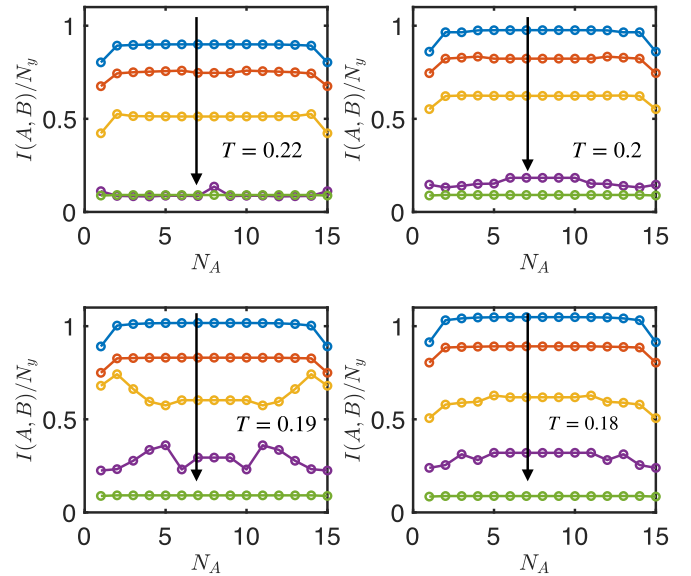 1
0.5
0
I(A, B)/N_y
T = 0.22
0 5 10 15
N_A
1
0.5
0
I(A, B)/N_y
T = 0.2
0 5 10 15
N_A
1
0.5
0
I(A, B)/N_y
T = 0.19
0 5 10 15
N_A
1
0.5
0
I(A, B)/N_y
T = 0.18
0 5 10 15
N_A